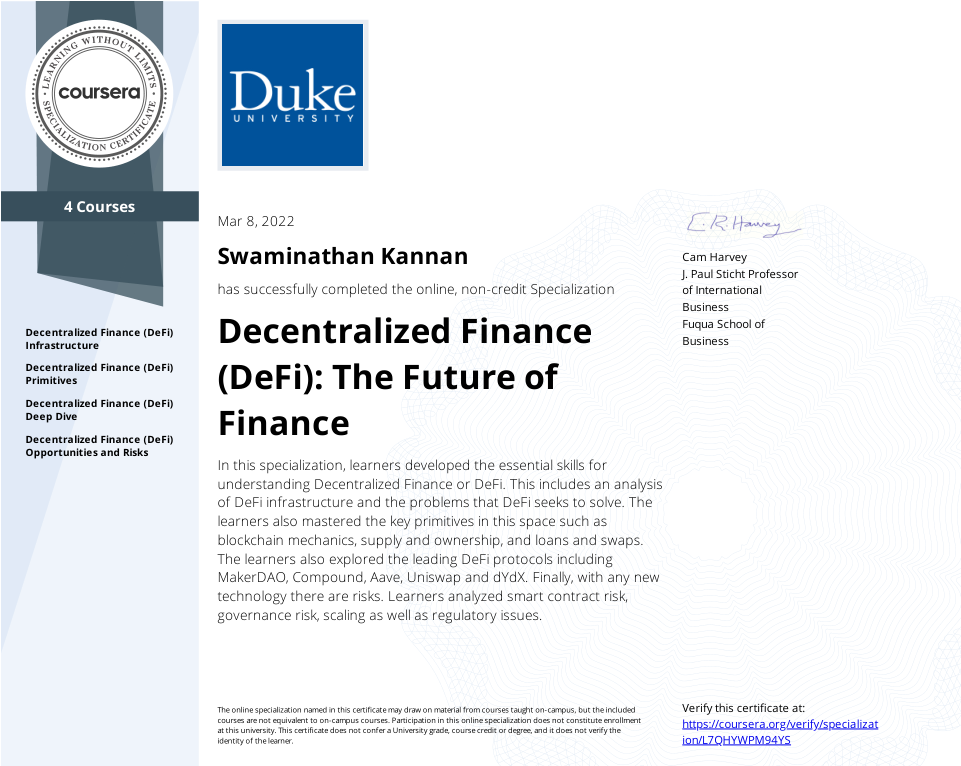 LEARNING WITHOUT LIMITS
coursera
SPECIALIZATION CERTIFICATE
4 Courses
Decentralized Finance (DeFi)
Infrastructure
Decentralized Finance (DeFi)
Primitives
Decentralized Finance (DeFi)
Deep Dive
Decentralized Finance (DeFi)
Opportunities and Risks
Duke
UNIVERSITY
Mar 8, 2022
Swaminathan Kannan
has successfully completed the online, non-credit Specialization
Decentralized Finance
(DeFi): The Future of
Finance
In this specialization, learners developed the essential skills for
understanding Decentralized Finance or DeFi. This includes an analysis
of DeFi infrastructure and the problems that DeFi seeks to solve. The
learners also mastered the key primitives in this space such as
blockchain mechanics, supply and ownership, and loans and swaps.
The learners also explored the leading DeFi protocols including
MakerDAO, Compound, Aave, Uniswap and dYdX. Finally, with any new
technology there are risks. Learners analyzed smart contract risk,
governance risk, scaling as well as regulatory issues.
The online specialization named in this certificate may draw on material from courses taught on-campus, but the included
courses are not equivalent to on-campus courses. Participation in this online specialization does not constitute enrollment
at this university. This certificate does not confer a University grade, course credit or degree, and it does not verify the
identity of the learner.
C.R. Harvey
Cam Harvey
J. Paul Sticht Professor
of International
Business
Fuqua School of
Business
Verify this certificate at:
https://coursera.org/verify/specializat
ion/L7QHYWPM94YS